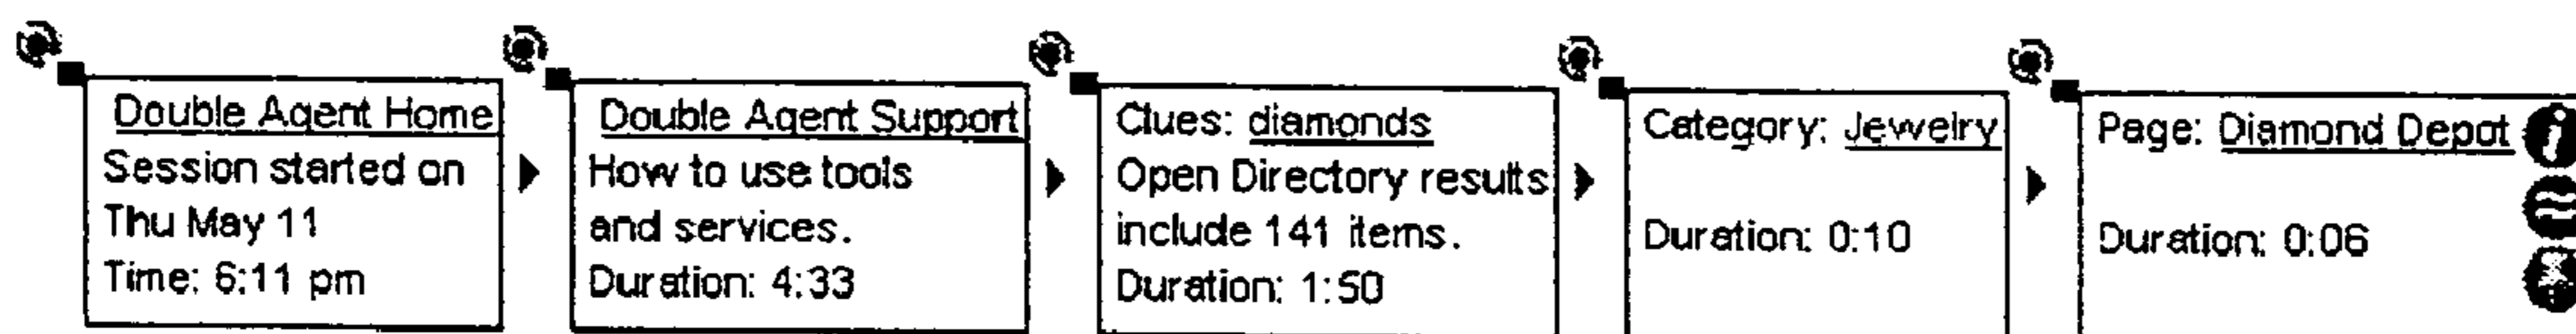 Double Agent Home
Session started on
Thu May 11
Time: 6:11 pm
Double Agent Support
How to use tools
and services.
Duration: 4:33
Clues: diamonds
Open Directory results
include 141 items.
Duration: 1:50
Category: Jewelry
Duration: 0:10
Page: Diamond Depot
Duration: 0:06